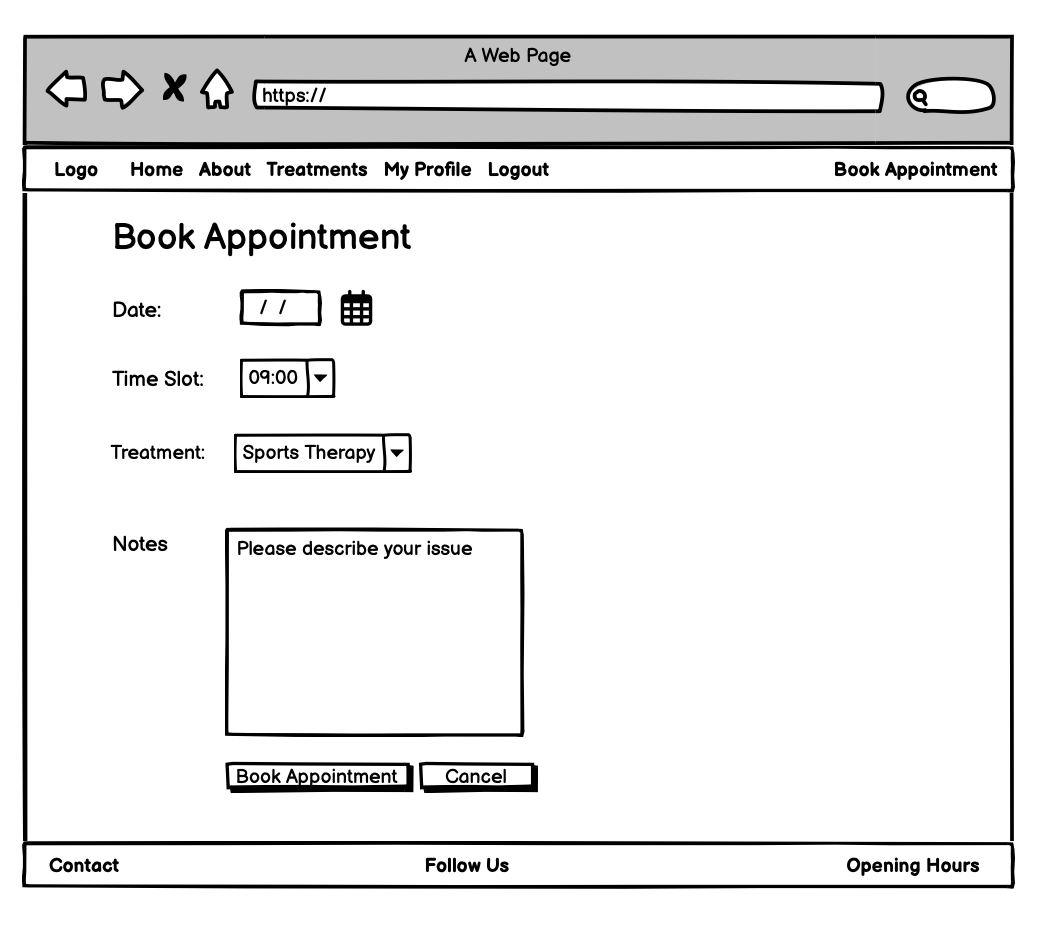 A Web Page
https://
Logo Home About Treatments My Profile Logout Book Appointment
Book Appointment
Date: / /
Time Slot: 09:00
Treatment: Sports Therapy
Notes Please describe your issue
Book Appointment Cancel
Contact Follow Us Opening Hours